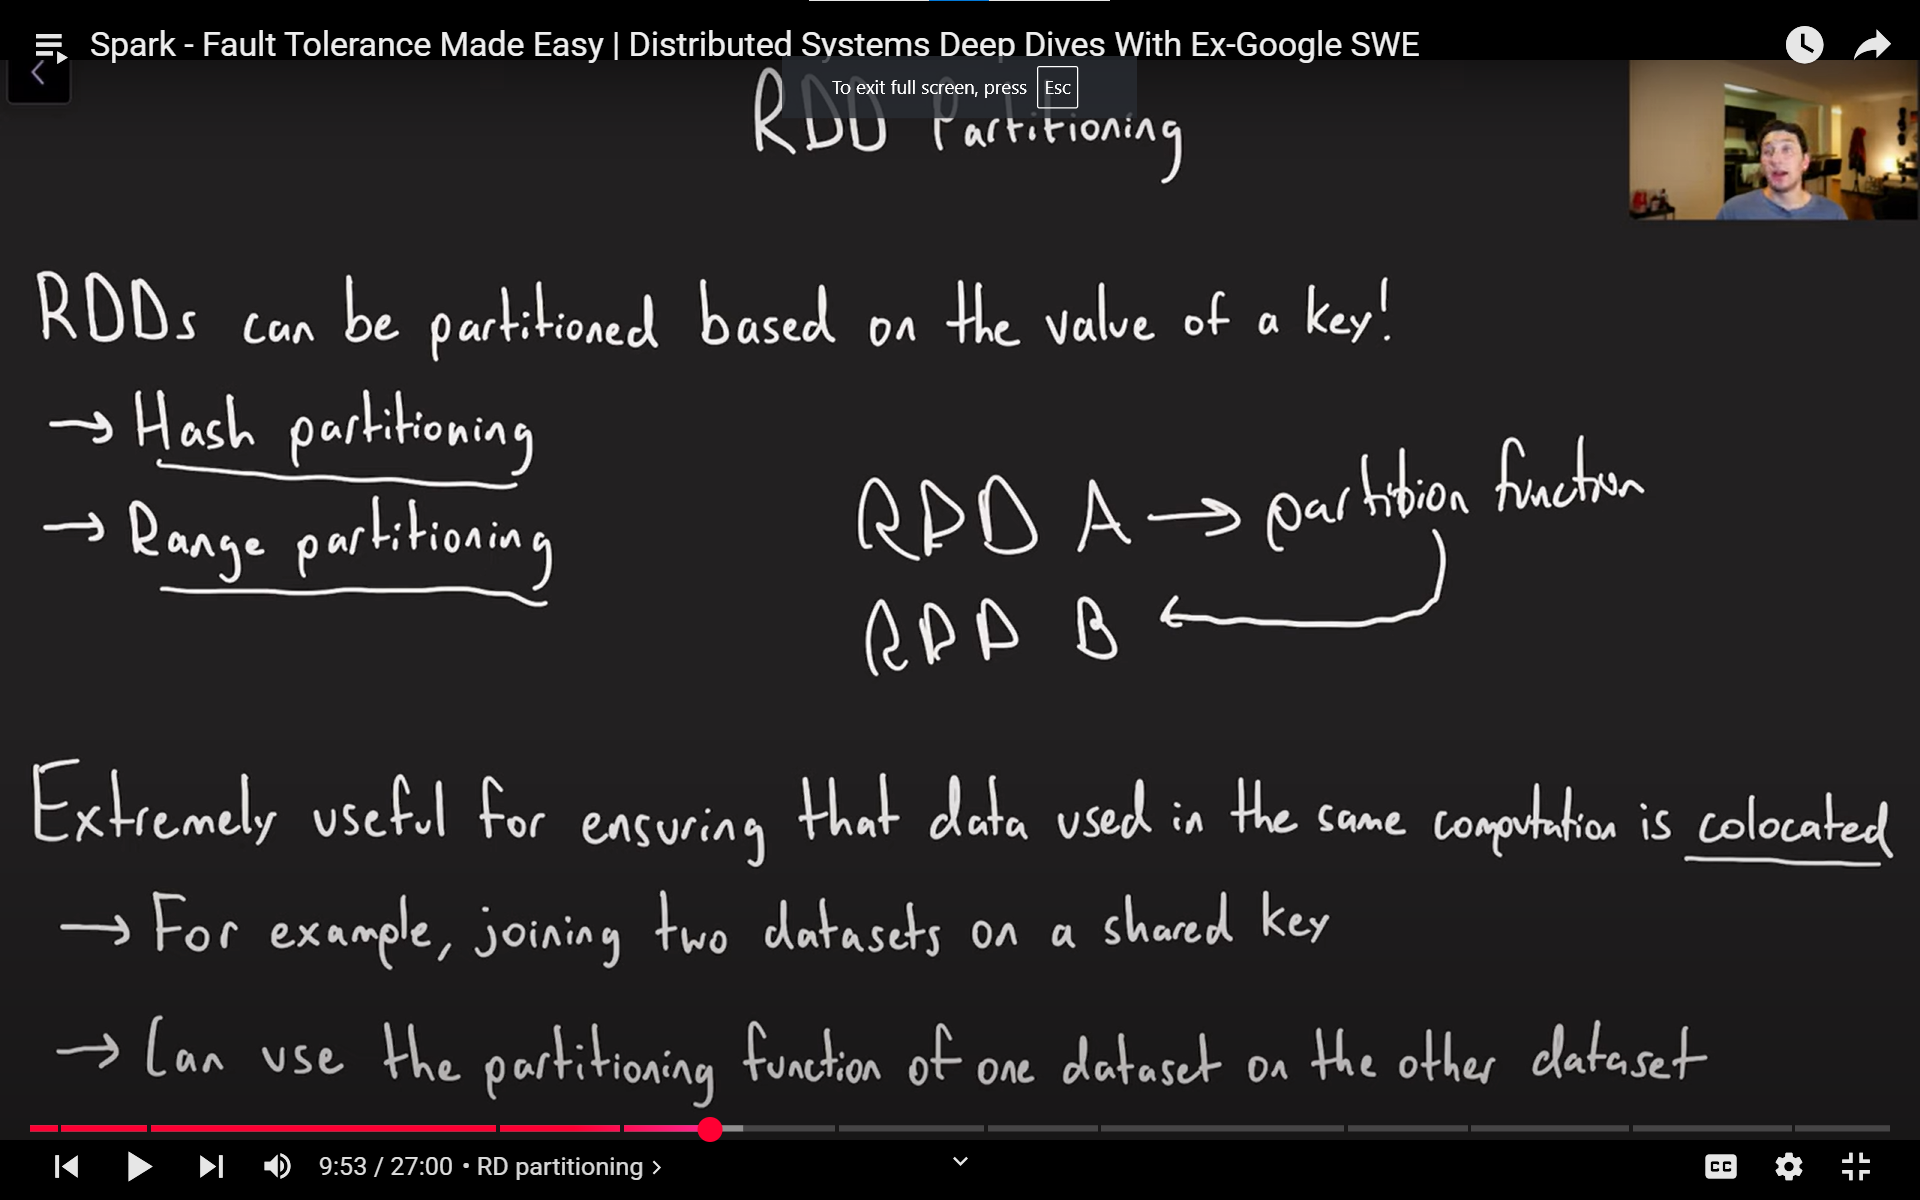 Spark - Fault Tolerance Made Easy | Distributed Systems Deep Dives With Ex-Google SWE
To exit full screen, press Esc
RDD Partitioning
RDDs can be partitioned based on the value of a key!
→ Hash partitioning
→ Range partitioning
RDD A → partition function
RDD B ←
Extremely useful for ensuring that data used in the same computation is colocated
→ For example, joining two datasets on a shared key
→ Can use the partitioning function of one dataset on the other dataset
9:53 / 27:00 • RD partitioning >
CC